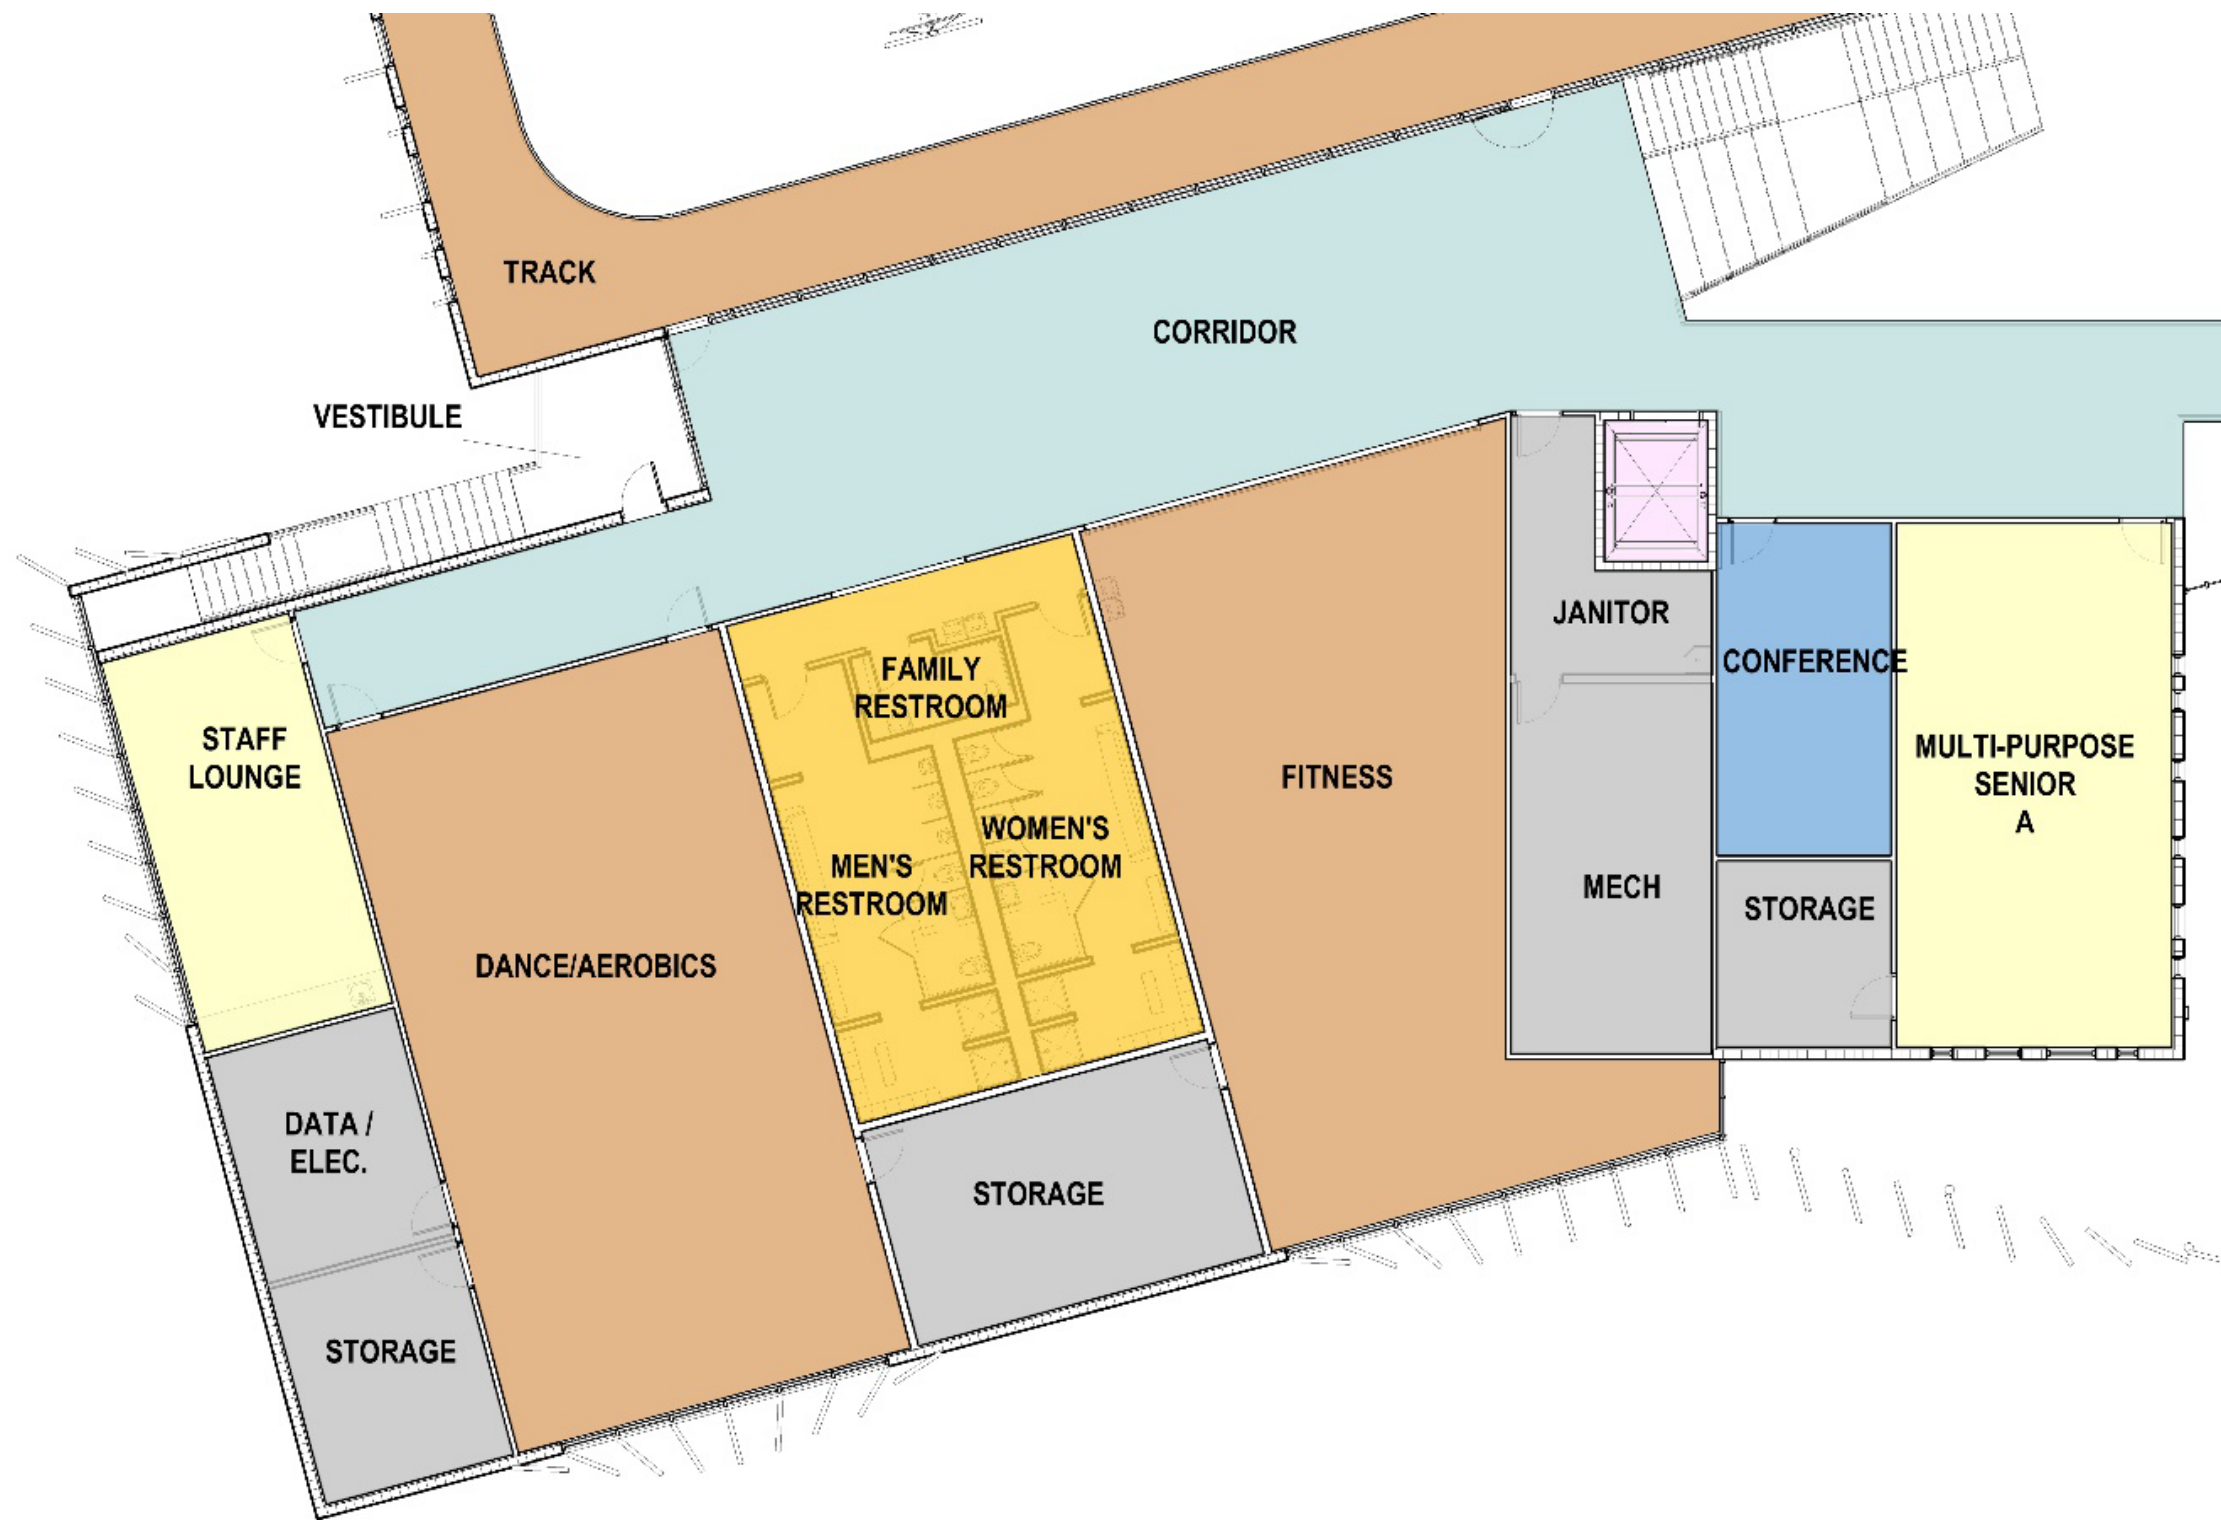 TRACK
CORRIDOR
VESTIBULE
JANITOR
CONFERENCE
FAMILY
RESTROOM
STAFF
LOUNGE
MULTI-PURPOSE
SENIOR
A
FITNESS
WOMEN'S
RESTROOM
MEN'S
RESTROOM
MECH
STORAGE
DANCE/AEROBICS
DATA /
ELEC.
STORAGE
STORAGE